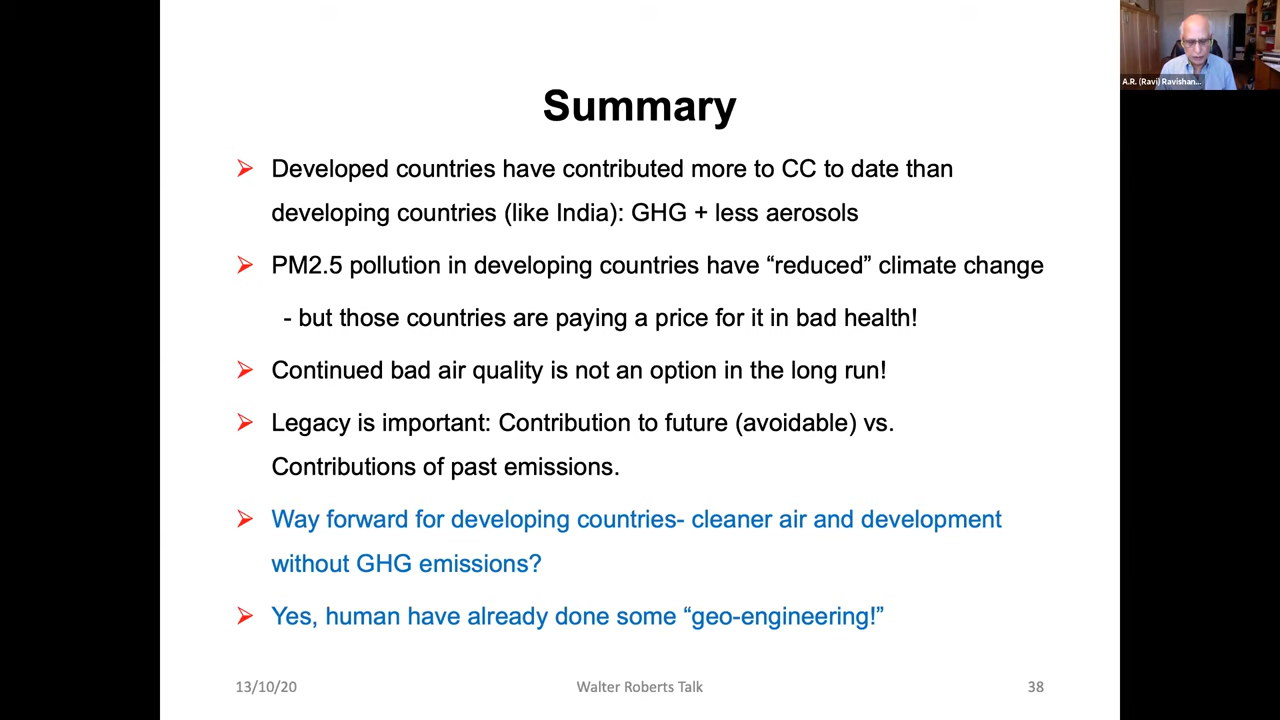 A.R. (Ravi) Ravishan...
Summary
Developed countries have contributed more to CC to date than
developing countries (like India): GHG + less aerosols
PM2.5 pollution in developing countries have “reduced” climate change
- but those countries are paying a price for it in bad health!
Continued bad air quality is not an option in the long run!
Legacy is important: Contribution to future (avoidable) vs.
Contributions of past emissions.
Way forward for developing countries- cleaner air and development
without GHG emissions?
Yes, human have already done some “geo-engineering!”
13/10/20
Walter Roberts Talk
38